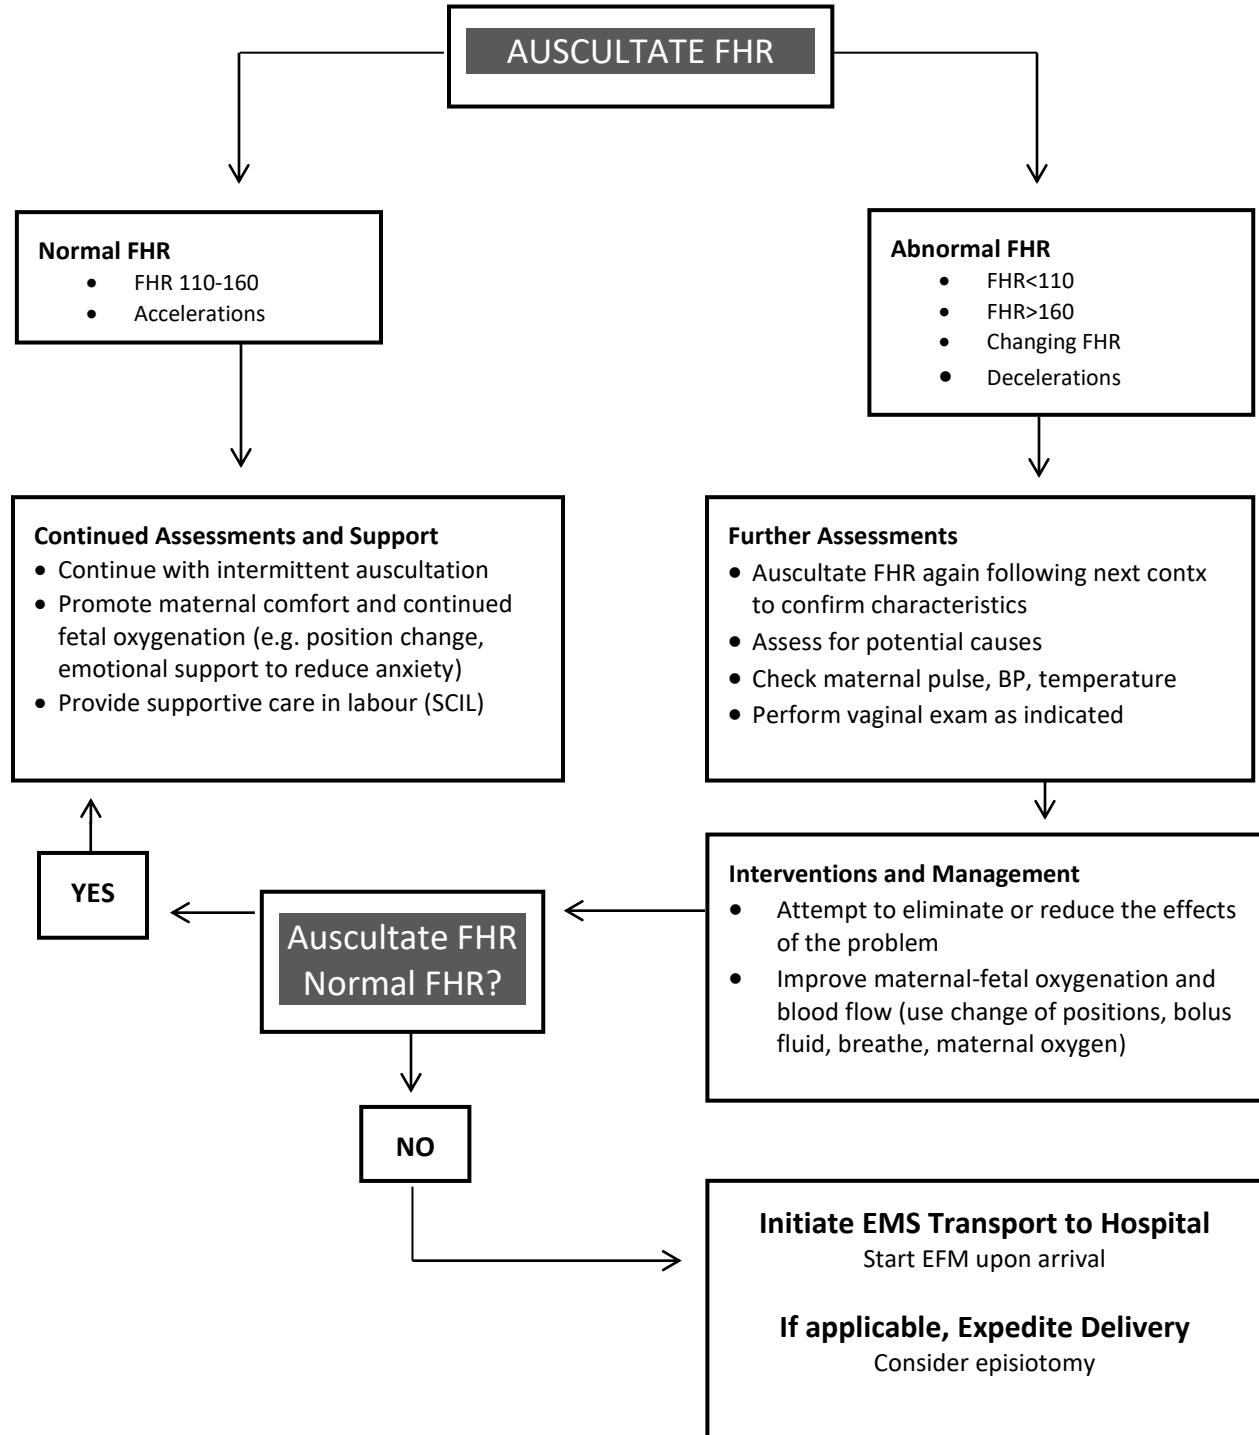 AUSCULTATE FHR
Normal FHR
• FHR 110-160
• Accelerations
Abnormal FHR
• FHR<110
• FHR>160
• Changing FHR
• Decelerations
Continued Assessments and Support
• Continue with intermittent auscultation
• Promote maternal comfort and continued
fetal oxygenation (e.g. position change,
emotional support to reduce anxiety)
• Provide supportive care in labour (SCIL)
Further Assessments
• Auscultate FHR again following next contx
to confirm characteristics
• Assess for potential causes
• Check maternal pulse, BP, temperature
• Perform vaginal exam as indicated
Interventions and Management
• Attempt to eliminate or reduce the effects
of the problem
• Improve maternal-fetal oxygenation and
blood flow (use change of positions, bolus
fluid, breathe, maternal oxygen)
Auscultate FHR
Normal FHR?
YES
NO
Initiate EMS Transport to Hospital
Start EFM upon arrival
If applicable, Expedite Delivery
Consider episiotomy